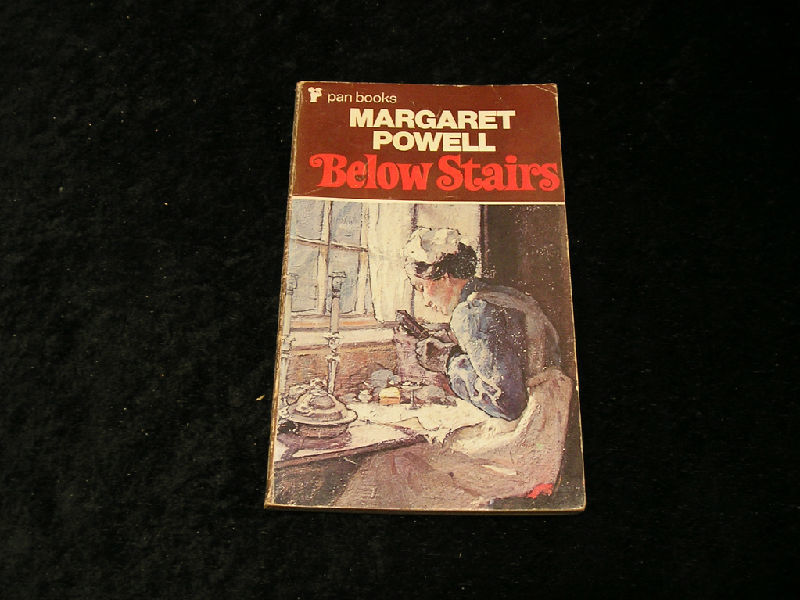 pan books
MARGARET
POWELL
Below Stairs